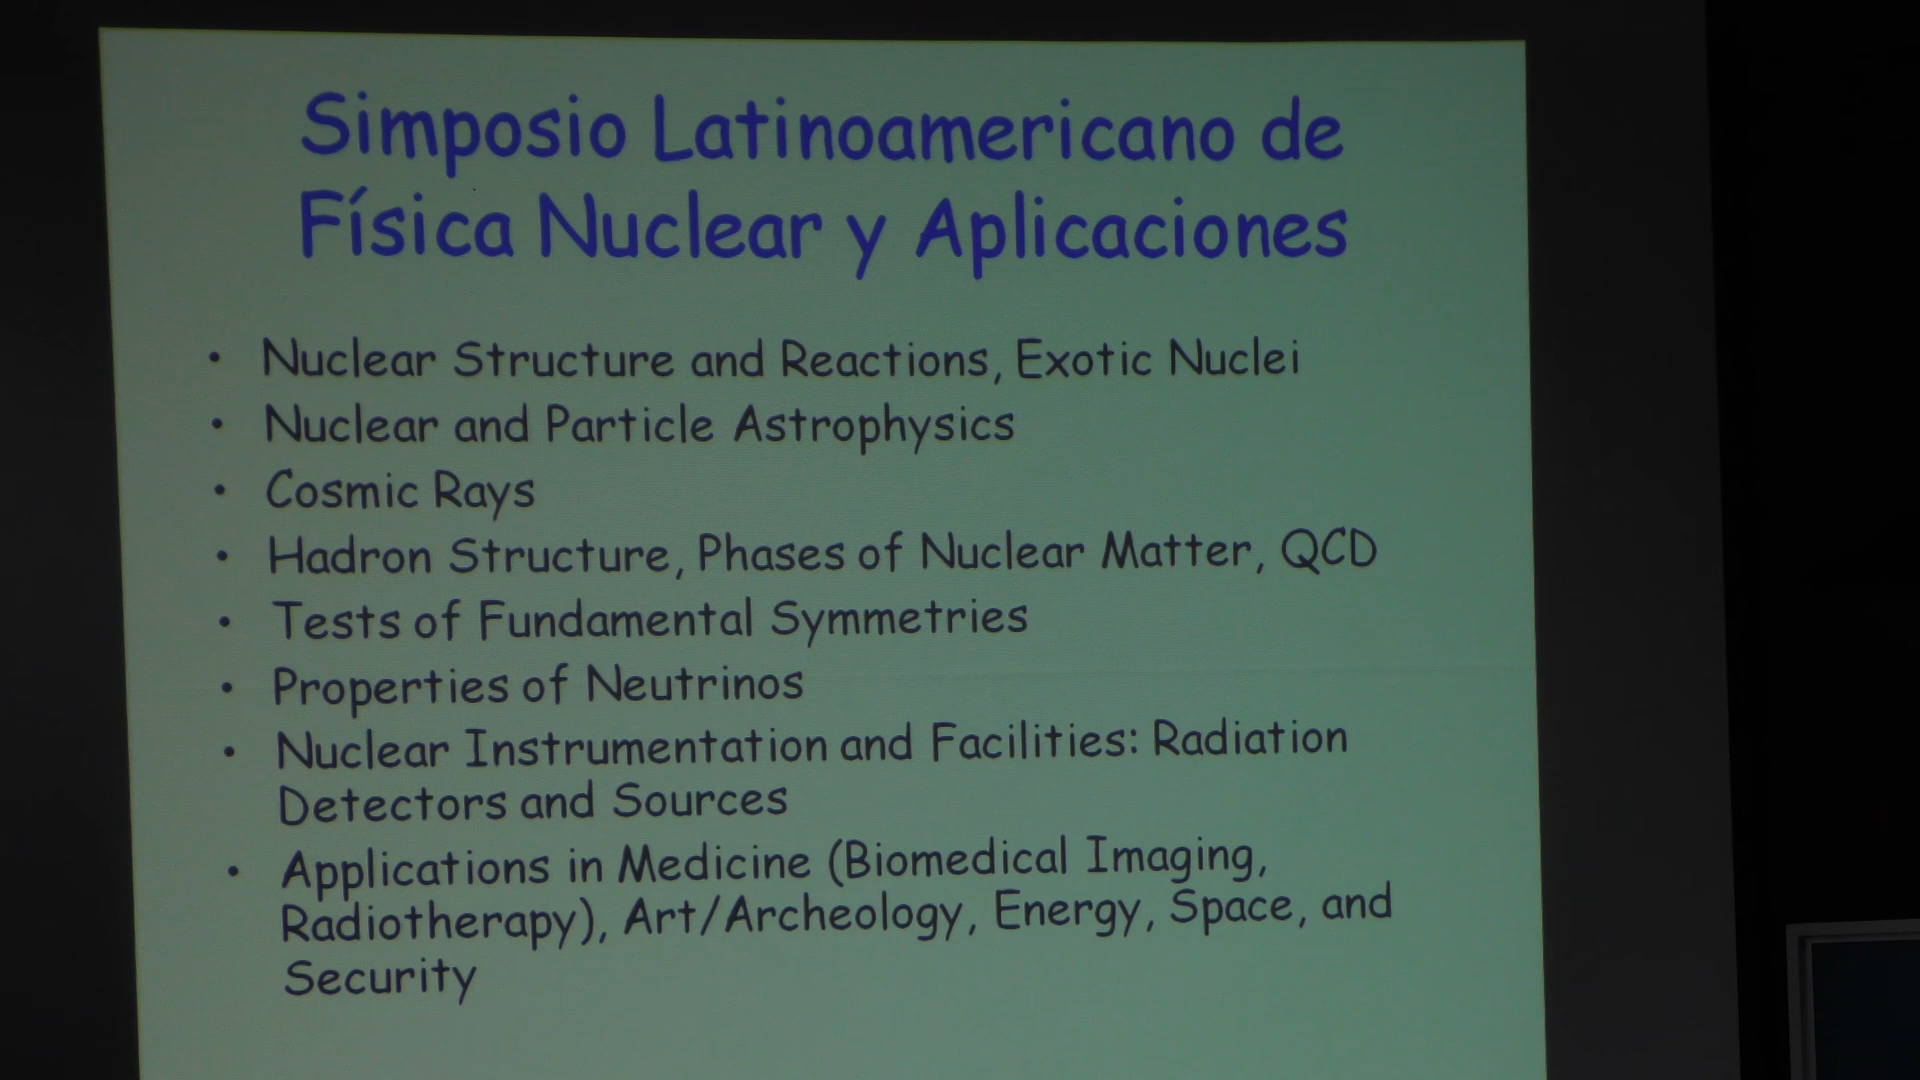 Simposio Latinoamericano de
Física Nuclear y Aplicaciones
• Nuclear Structure and Reactions, Exotic Nuclei
• Nuclear and Particle Astrophysics
• Cosmic Rays
• Hadron Structure, Phases of Nuclear Matter, QCD
• Tests of Fundamental Symmetries
• Properties of Neutrinos
• Nuclear Instrumentation and Facilities: Radiation
Detectors and Sources
• Applications in Medicine (Biomedical Imaging,
Radiotherapy), Art/Archeology, Energy, Space, and
Security